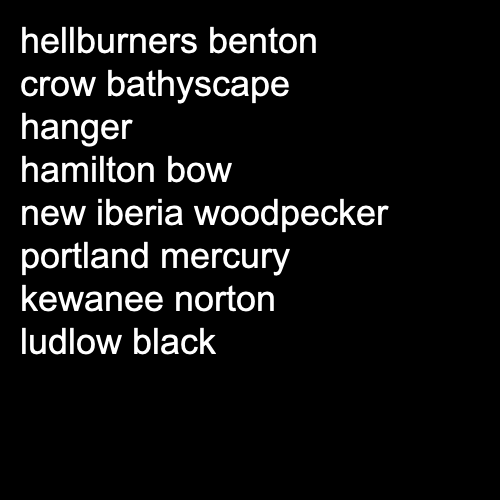 hellburners benton
crow bathyscape
hanger
hamilton bow
new iberia woodpecker
portland mercury
kewanee norton
ludlow black